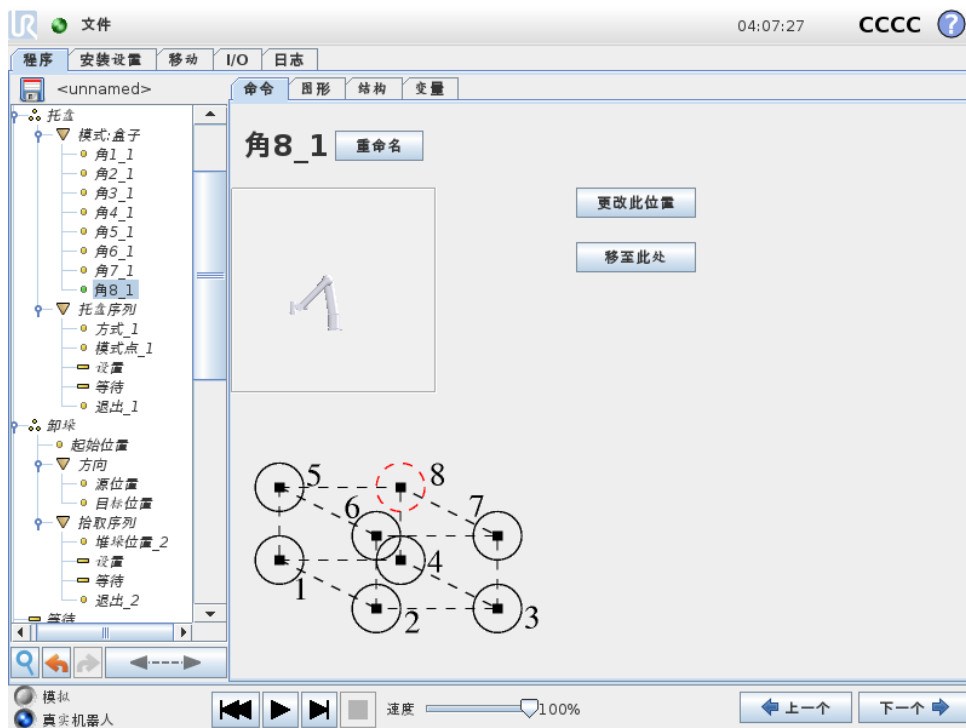 UR 文件 04:07:27 CCCC ?
程序 安装设置 移动 I/O 日志
<unnamed>
命令 图形 结构 变量
托盘
模式:盒子
角1_1
角2_1
角3_1
角4_1
角5_1
角6_1
角7_1
角8_1
托盘序列
方式_1
模式点_1
设置
等待
退出_1
卸垛
起始位置
方向
源位置
目标位置
拾取序列
堆垛位置_2
设置
等待
退出_2
等待
角8_1 重命名
更改此位置
移至此处
5 8
6 7
1 4
2 3
模拟
真实机器人
速度 100%
上一个 下一个